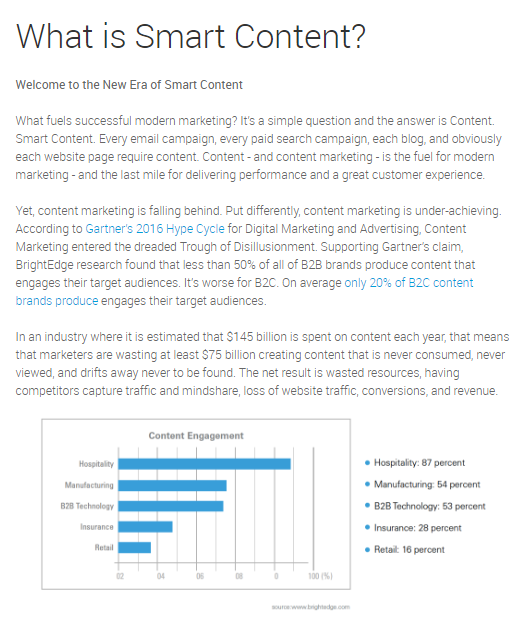 What is Smart Content?
Welcome to the New Era of Smart Content
What fuels successful modern marketing? It's a simple question and the answer is Content.
Smart Content. Every email campaign, every paid search campaign, each blog, and obviously
each website page require content. Content - and content marketing - is the fuel for modern
marketing - and the last mile for delivering performance and a great customer experience.
Yet, content marketing is falling behind. Put differently, content marketing is under-achieving.
According to Gartner's 2016 Hype Cycle for Digital Marketing and Advertising, Content
Marketing entered the dreaded Trough of Disillusionment. Supporting Gartner's claim,
BrightEdge research found that less than 50% of all of B2B brands produce content that
engages their target audiences. It's worse for B2C. On average only 20% of B2C content
brands produce engages their target audiences.
In an industry where it is estimated that $145 billion is spent on content each year, that means
that marketers are wasting at least $75 billion creating content that is never consumed, never
viewed, and drifts away never to be found. The net result is wasted resources, having
competitors capture traffic and mindshare, loss of website traffic, conversions, and revenue.
Content Engagement
Hospitality
Manufacturing
B2B Technology
Insurance
Retail
02 04 06 08 0 100 (%)
• Hospitality: 87 percent
• Manufacturing: 54 percent
• B2B Technology: 53 percent
• Insurance: 28 percent
• Retail: 16 percent
source:www.brightedge.com